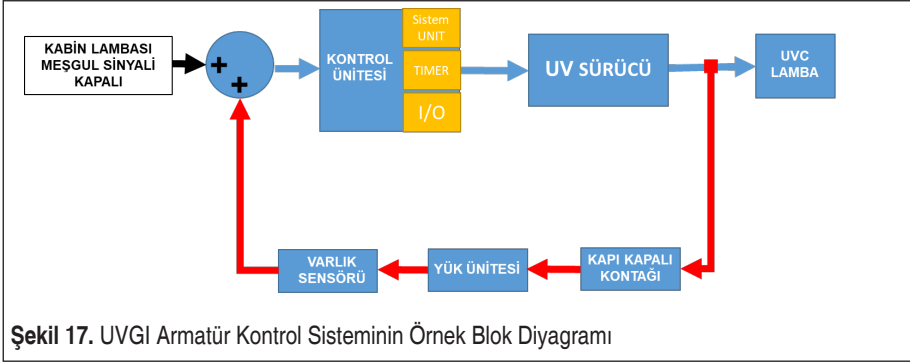 KABİN LAMBASI
MEŞGUL SİNYALİ
KAPALI
+
+
KONTROL
ÜNİTESİ
Sistem
UNIT
TIMER
I/O
UV SÜRÜCÜ
UVC
LAMBA
VARLIK
SENSÖRÜ
YÜK ÜNİTESİ
KAPI KAPALI
KONTAĞI
Şekil 17. UVGI Armatür Kontrol Sisteminin Örnek Blok Diyagramı